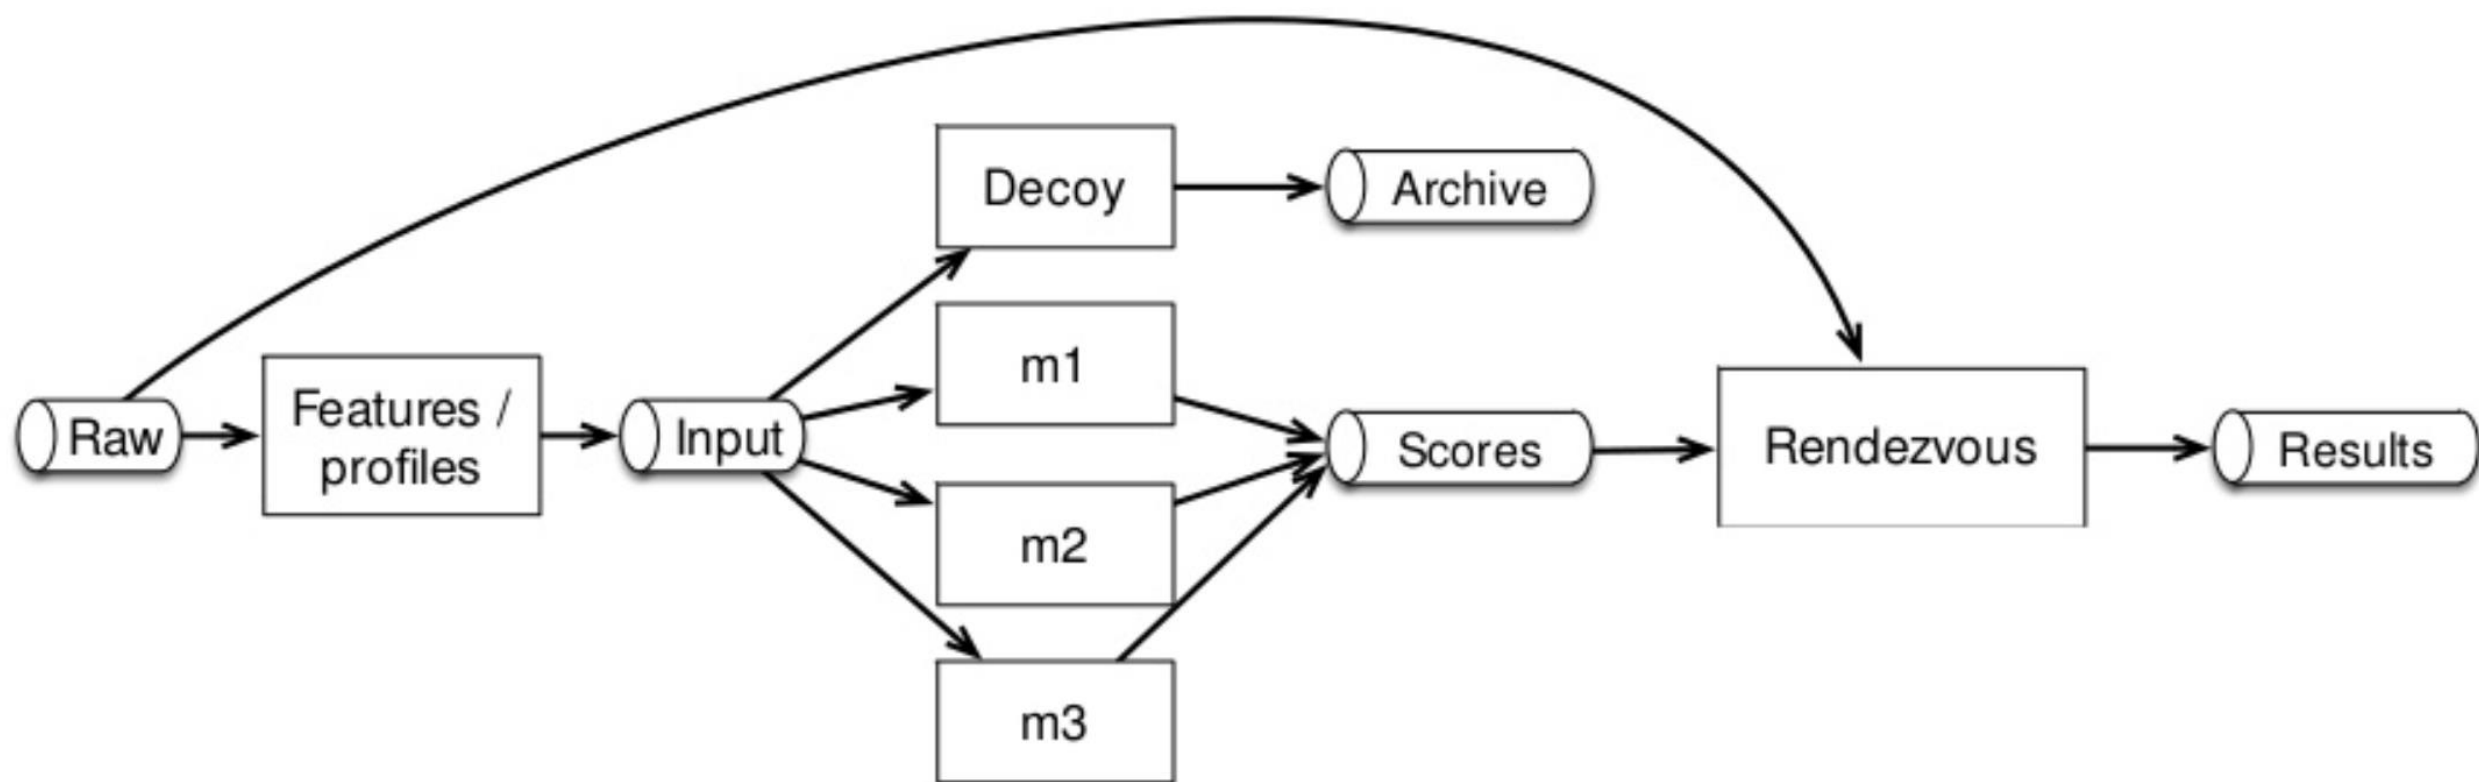 Raw
Features /
profiles
Input
Decoy
Archive
m1
m2
m3
Scores
Rendezvous
Results